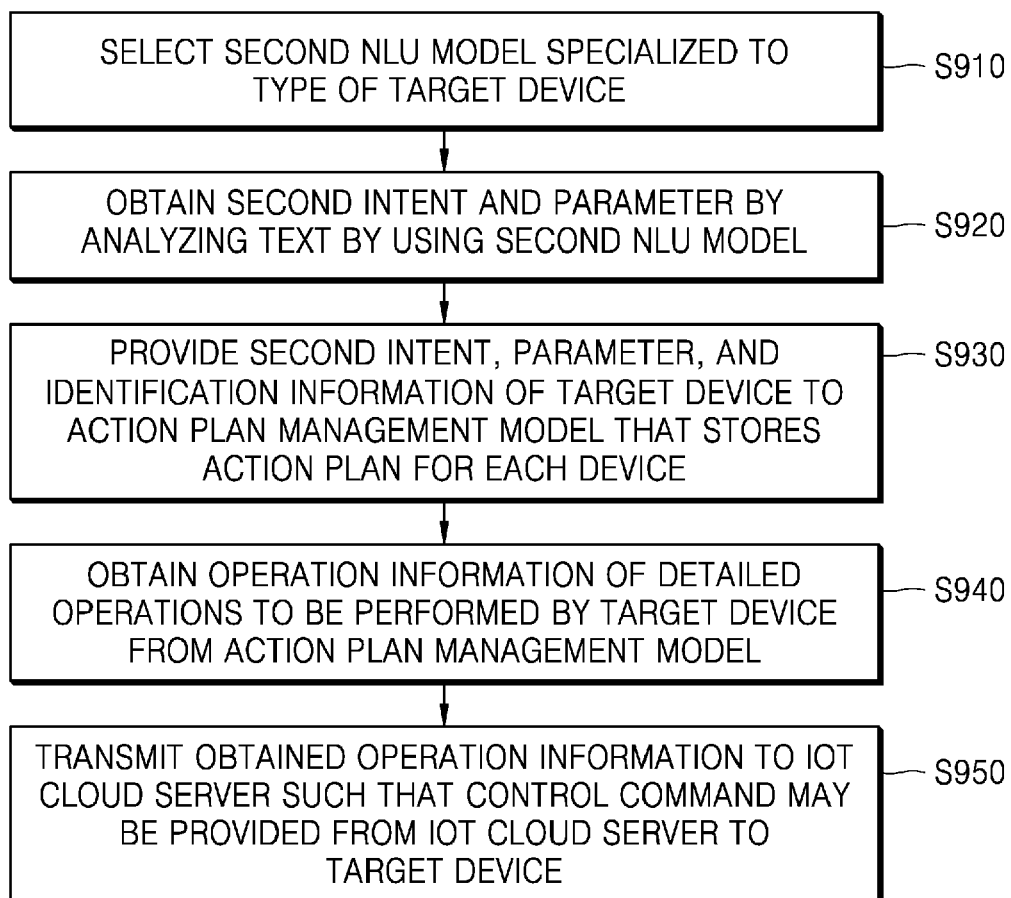 SELECT SECOND NLU MODEL SPECIALIZED TO
TYPE OF TARGET DEVICE
S910
OBTAIN SECOND INTENT AND PARAMETER BY
ANALYZING TEXT BY USING SECOND NLU MODEL
S920
PROVIDE SECOND INTENT, PARAMETER, AND
IDENTIFICATION INFORMATION OF TARGET DEVICE TO
ACTION PLAN MANAGEMENT MODEL THAT STORES
ACTION PLAN FOR EACH DEVICE
S930
OBTAIN OPERATION INFORMATION OF DETAILED
OPERATIONS TO BE PERFORMED BY TARGET DEVICE
FROM ACTION PLAN MANAGEMENT MODEL
S940
TRANSMIT OBTAINED OPERATION INFORMATION TO IOT
CLOUD SERVER SUCH THAT CONTROL COMMAND MAY
BE PROVIDED FROM IOT CLOUD SERVER TO
TARGET DEVICE
S950